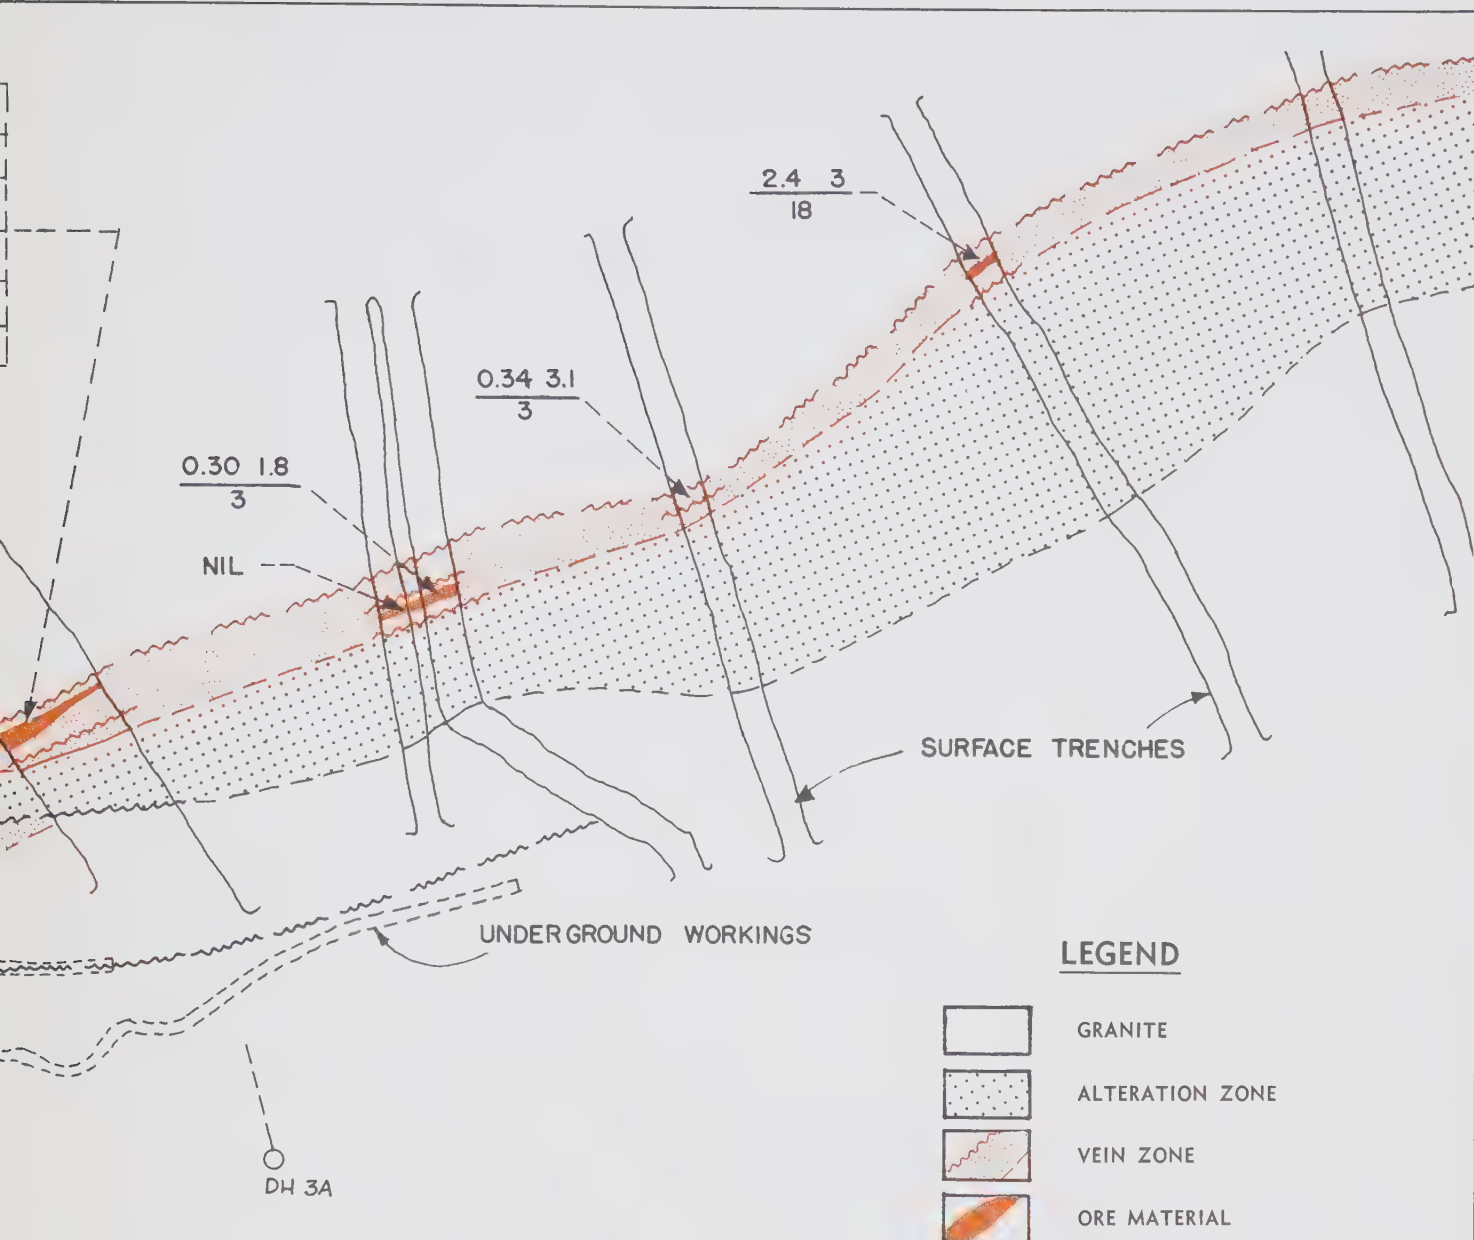 2.4 3
18
0.34 3.1
3
0.30 1.8
3
NIL
SURFACE TRENCHES
UNDERGROUND WORKINGS
DH 3A
LEGEND
GRANITE
ALTERATION ZONE
VEIN ZONE
ORE MATERIAL